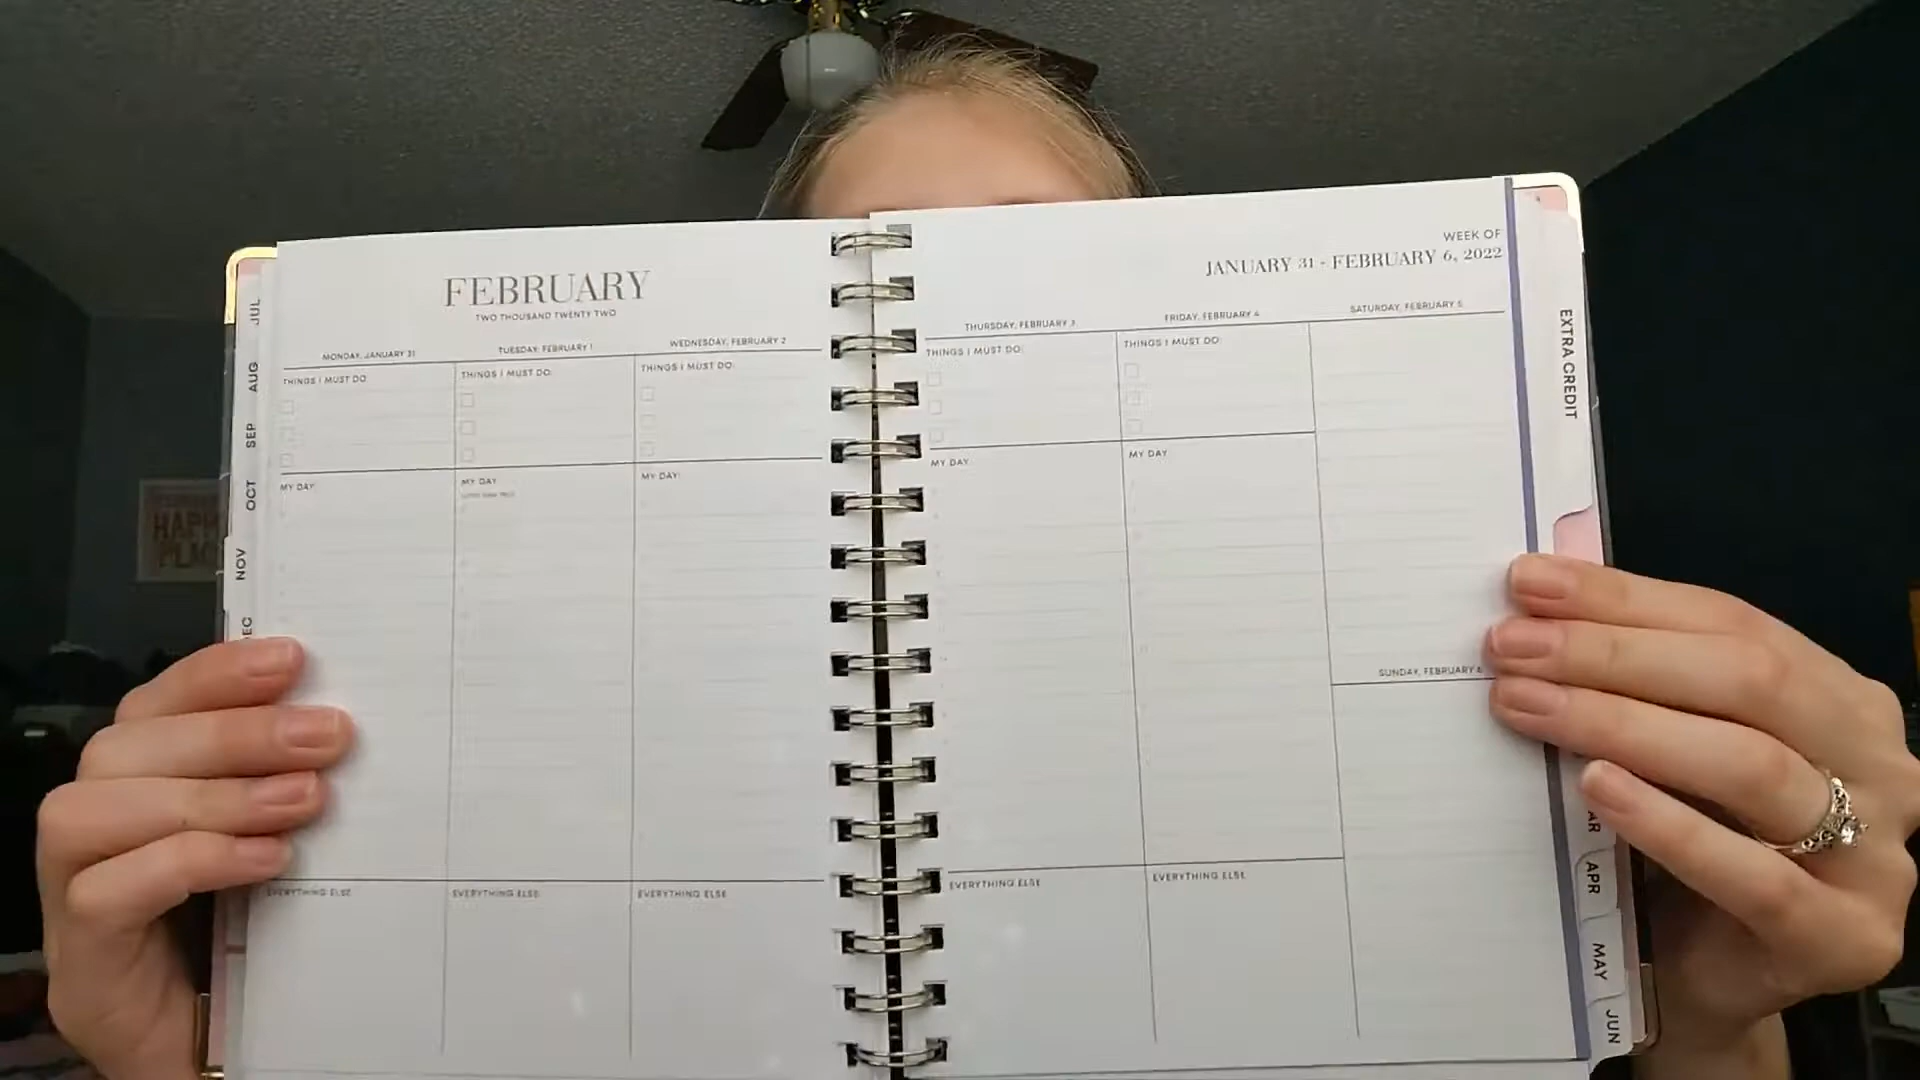 FEBRUARY
TWO THOUSAND TWENTY TWO
MONDAY, JANUARY 31
TUESDAY, FEBRUARY 1
WEDNESDAY, FEBRUARY 2
THINGS I MUST DO:
THINGS I MUST DO:
THINGS I MUST DO:
MY DAY:
MY DAY:
MY DAY:
EVERYTHING ELSE:
EVERYTHING ELSE:
EVERYTHING ELSE:
WEEK OF
JANUARY 31 - FEBRUARY 6, 2022
THURSDAY, FEBRUARY 3
FRIDAY, FEBRUARY 4
SATURDAY, FEBRUARY 5
THINGS I MUST DO:
THINGS I MUST DO:
MY DAY:
MY DAY:
SUNDAY, FEBRUARY 6
EVERYTHING ELSE:
EVERYTHING ELSE:
JUL
AUG
SEP
OCT
NOV
EC
EXTRA CREDIT
AR
APR
MAY
JUN
HAPP
PLAC